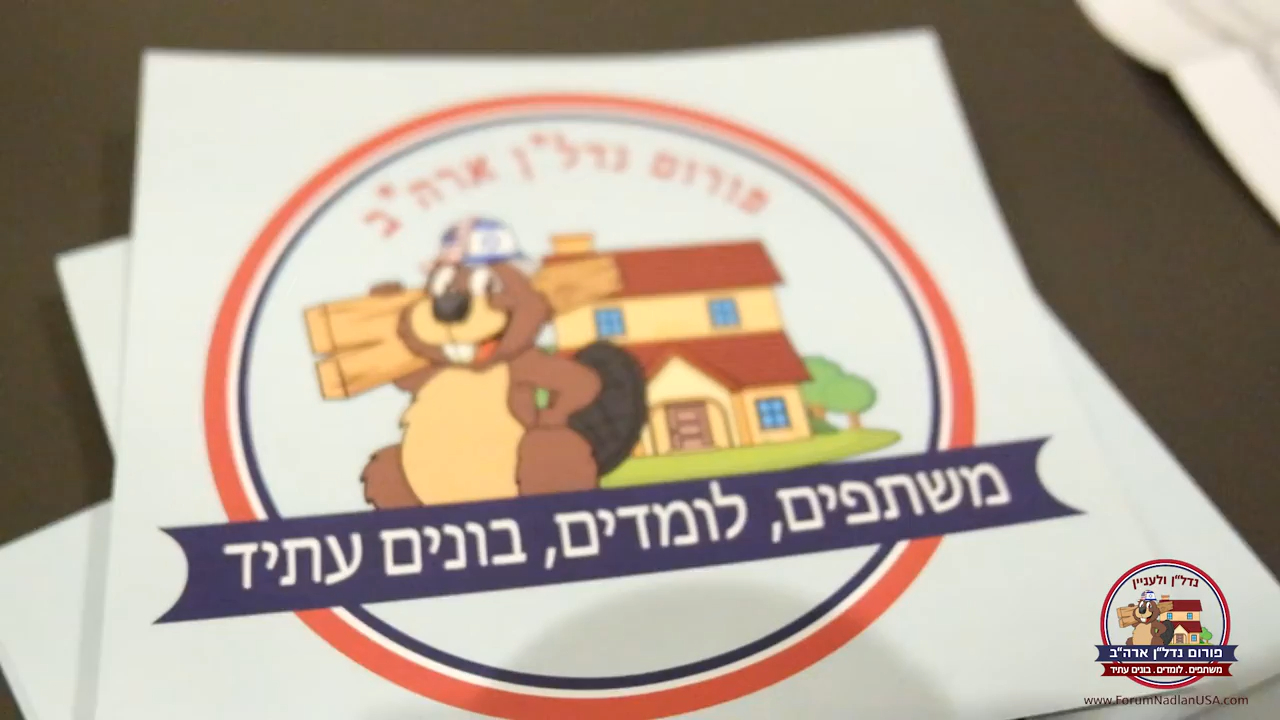 פורום נדל"ן ארה"ב
משתפים, לומדים, בונים עתיד
נדל"ן ולעניין
פורום נדל"ן ארה"ב
משתפים. לומדים. בונים עתיד
www.ForumNadlanUSA.com